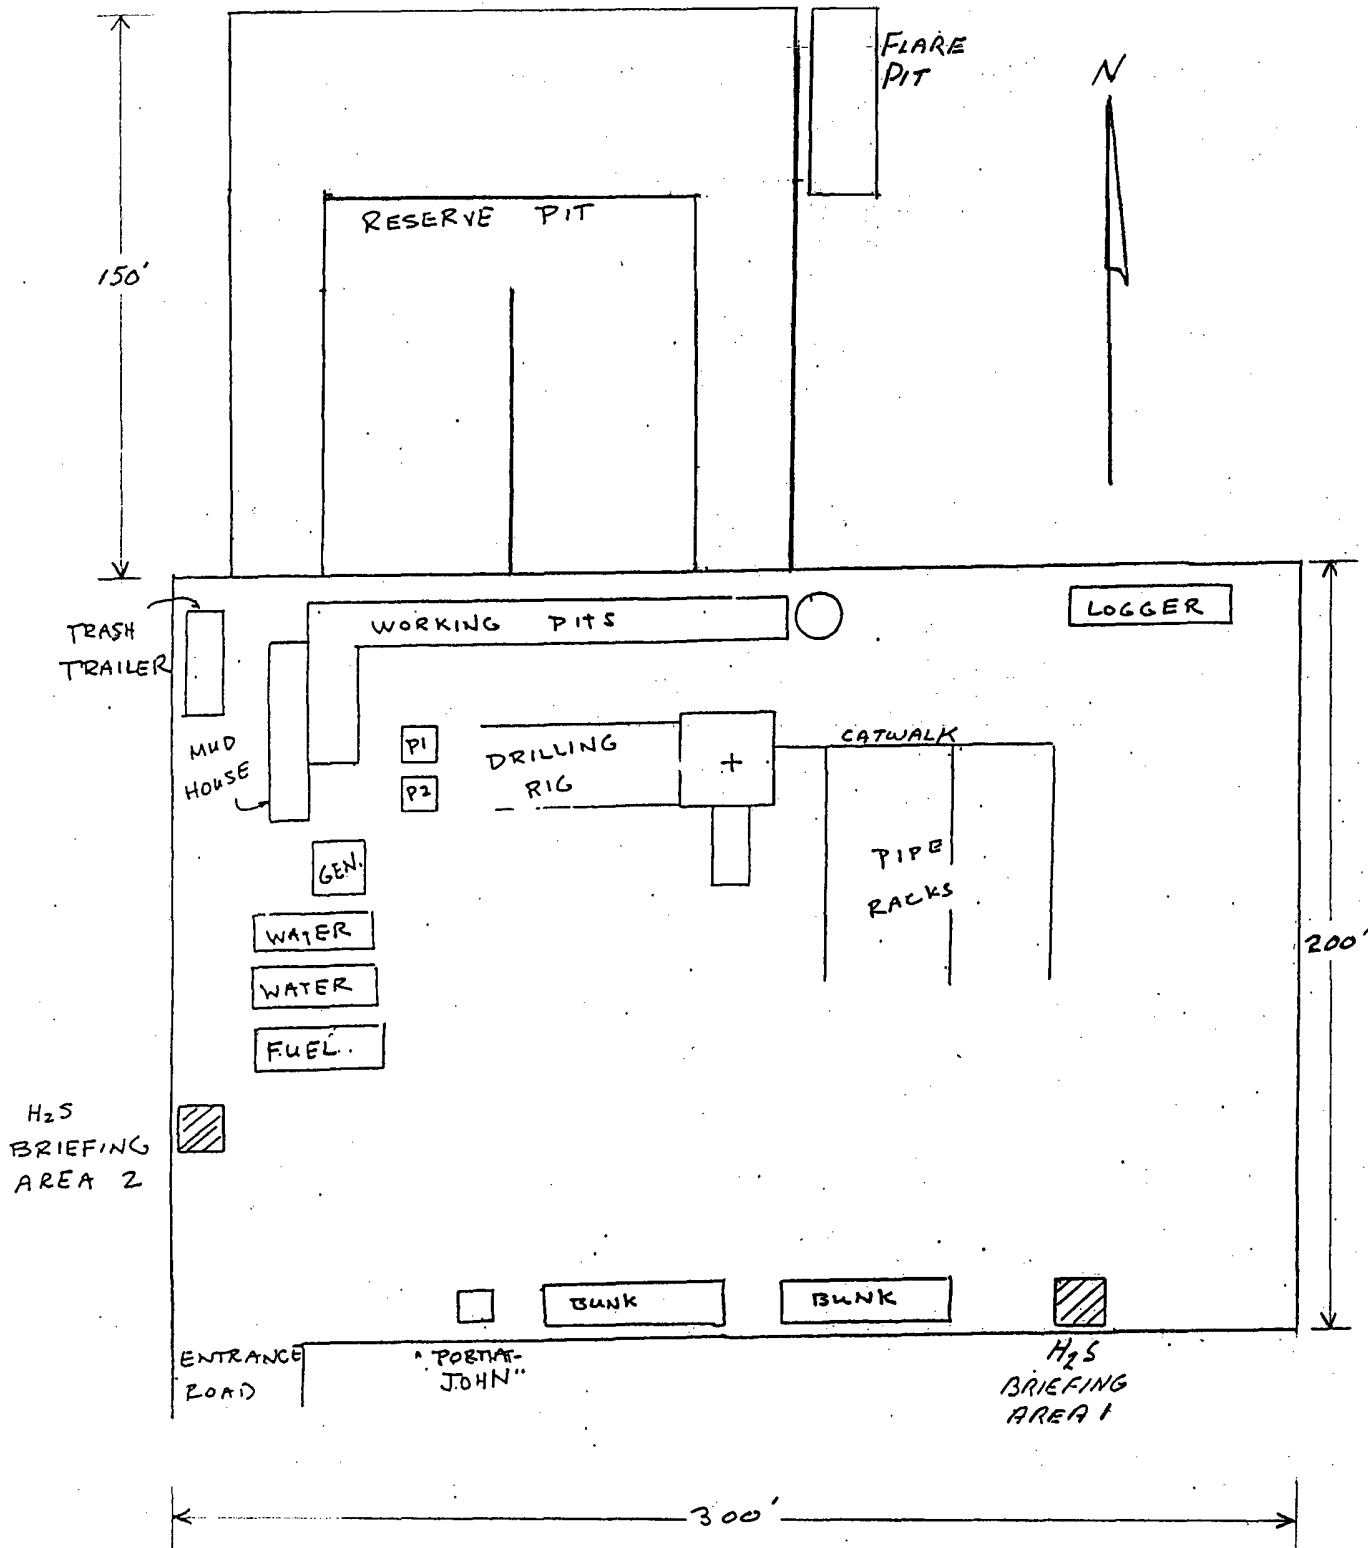 FLARE
PIT
N
RESERVE PIT
150'
LOGGER
WORKING PITS
TRASH
TRAILER
CATWALK
P1
DRILLING
RIG
MUD
HOUSE
P2
PIPE
RACKS
GEN.
WATER
200'
WATER
FUEL.
H2S
BRIEFING
AREA 2
BUNK
BUNK
ENTRANCE
ROAD
JOHN"
H2S
BRIEFING
AREA 1
300'